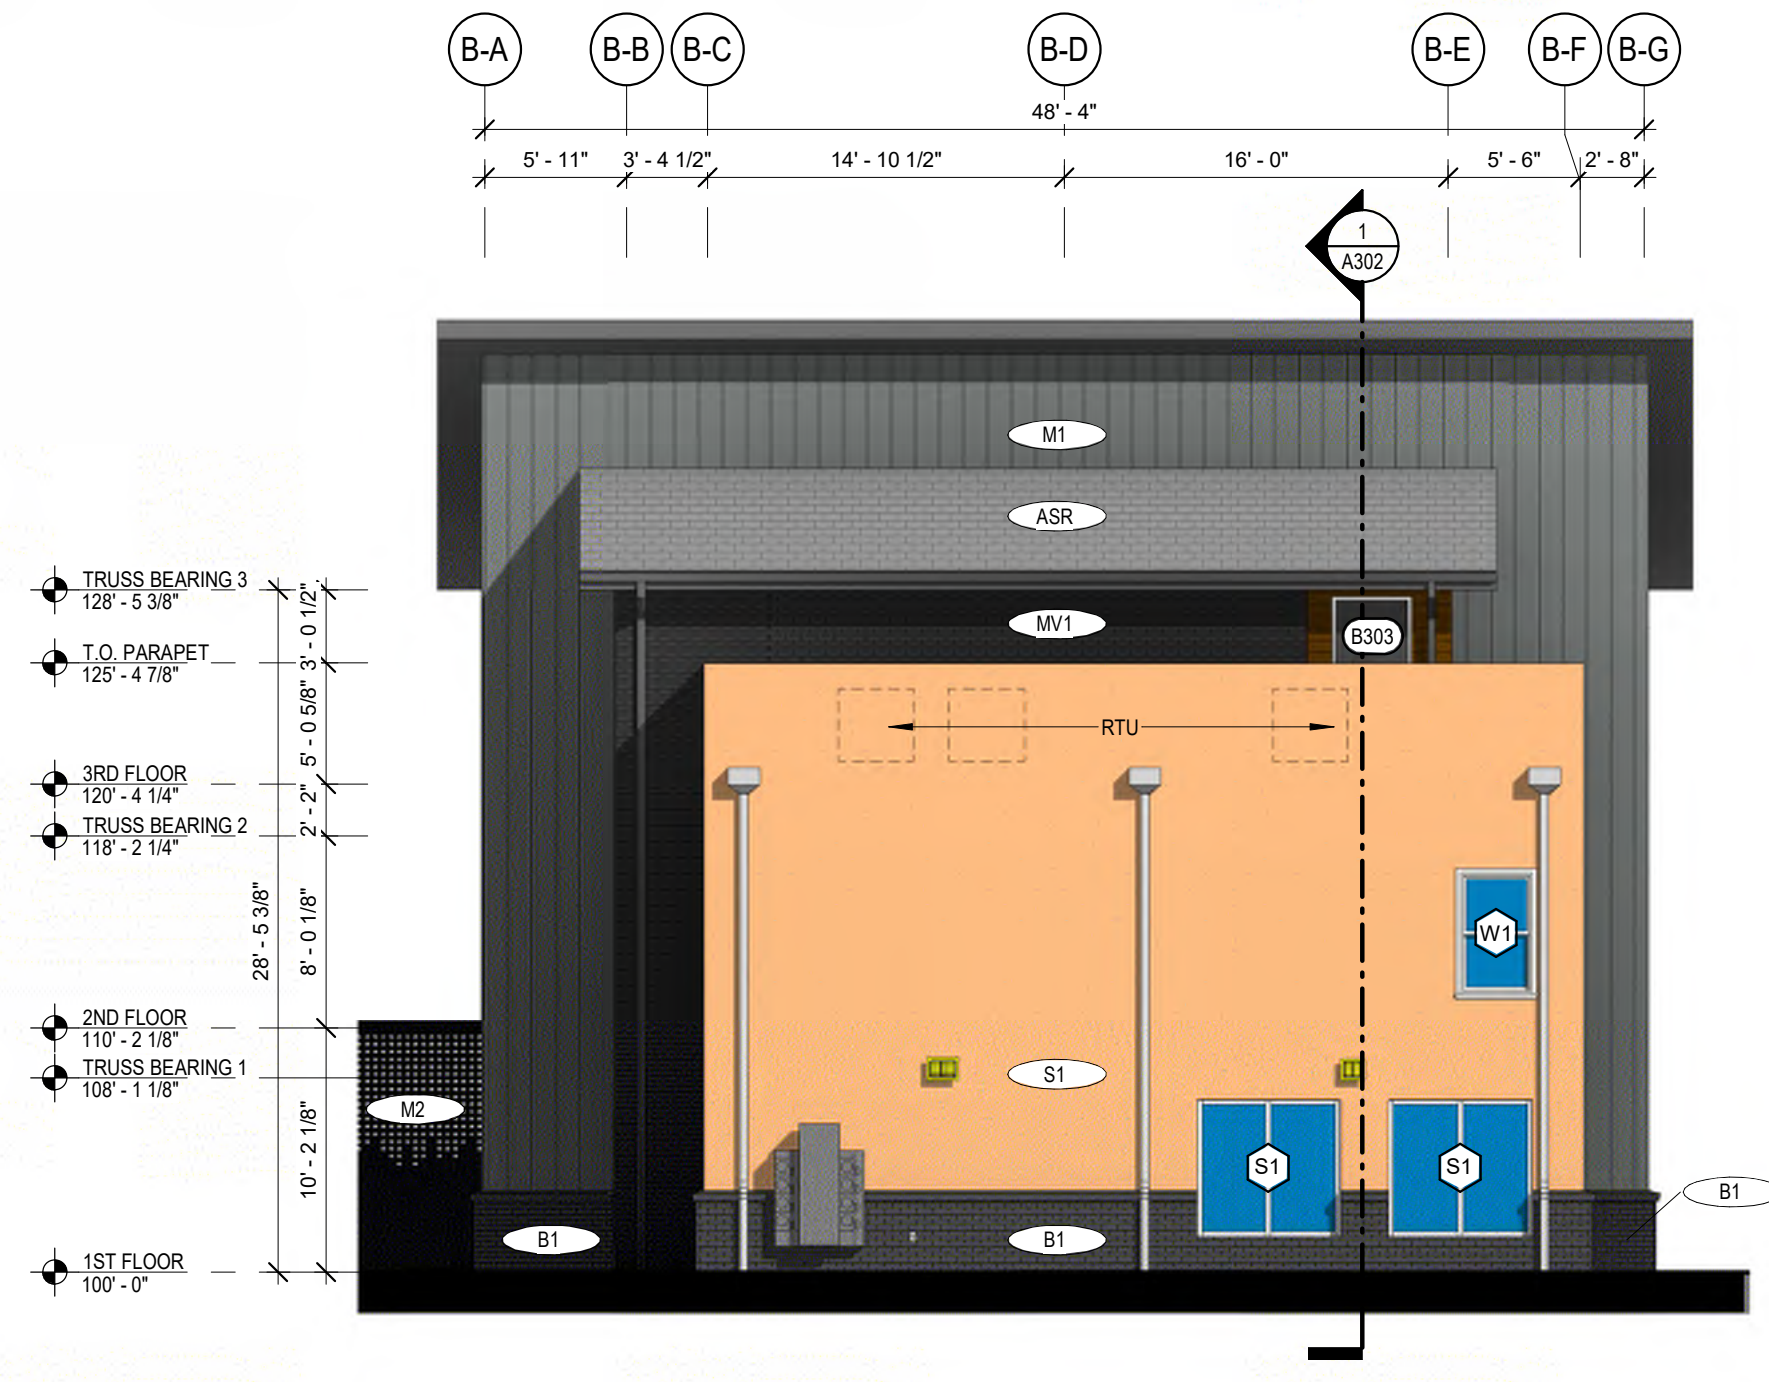 B-A B-B B-C B-D B-E B-F B-G
48' - 4"
5' - 11" 3' - 4 1/2" 14' - 10 1/2" 16' - 0" 5' - 6" 2' - 8"
1
A302
M1
ASR
TRUSS BEARING 3
128' - 5 3/8"
3' - 0 1/2"
MV1
B303
T.O. PARAPET
125' - 4 7/8"
5' - 0 5/8"
RTU
3RD FLOOR
120' - 4 1/4"
2' - 2"
TRUSS BEARING 2
118' - 2 1/4"
28' - 5 3/8"
8' - 0 1/8"
W1
2ND FLOOR
110' - 2 1/8"
TRUSS BEARING 1
108' - 1 1/8"
S1
M2
10' - 2 1/8"
S1 S1
B1
B1 B1
1ST FLOOR
100' - 0"